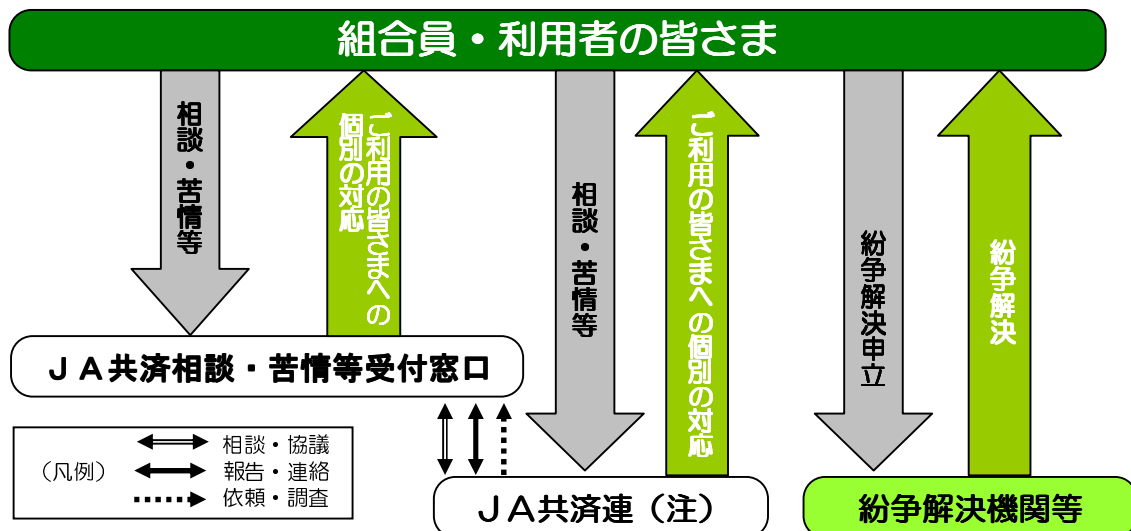 組合員・利用者の皆さま
相談・苦情等
ご利用の皆さまへ の
個別の対応
相談・苦情等
ご利用の皆さまへ の個別の対応
紛争解決申立
紛争解決
ＪＡ共済相談・苦情等受付窓口
（凡例）
相談・協議
報告・連絡
依頼・調査
ＪＡ共済連（注）
紛争解決機関等